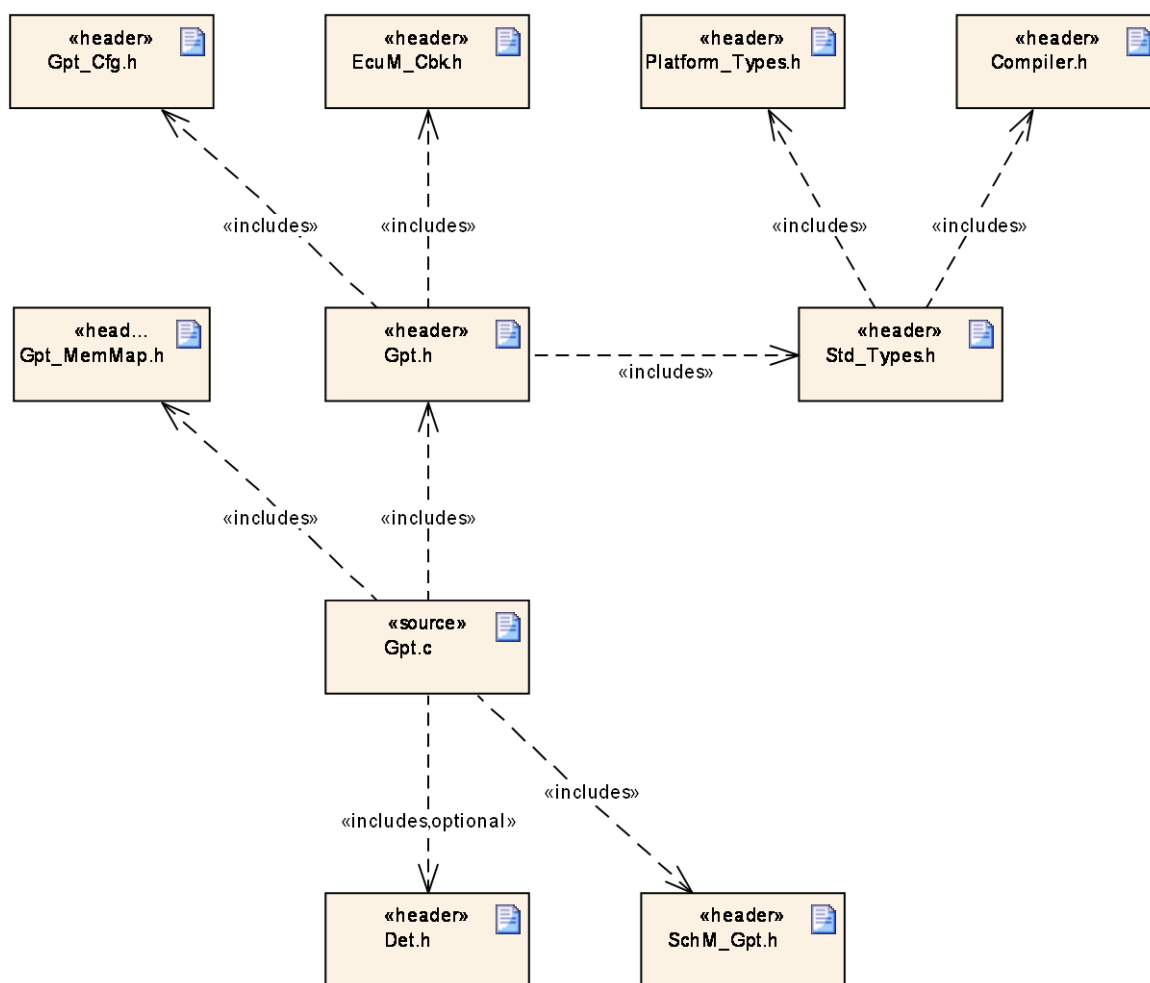 «header»
Gpt_Cfg.h
«header»
EcuM_Cbk.h
«header»
Platform_Types.h
«header»
Compiler.h
«includes»
«includes»
«includes»
«includes»
«head...
Gpt_MemMap.h
«header»
Gpt.h
«includes»
«header»
Std_Types.h
«includes»
«includes»
«source»
Gpt.c
«includes»
«includes,optional»
«header»
Det.h
«header»
SchM_Gpt.h